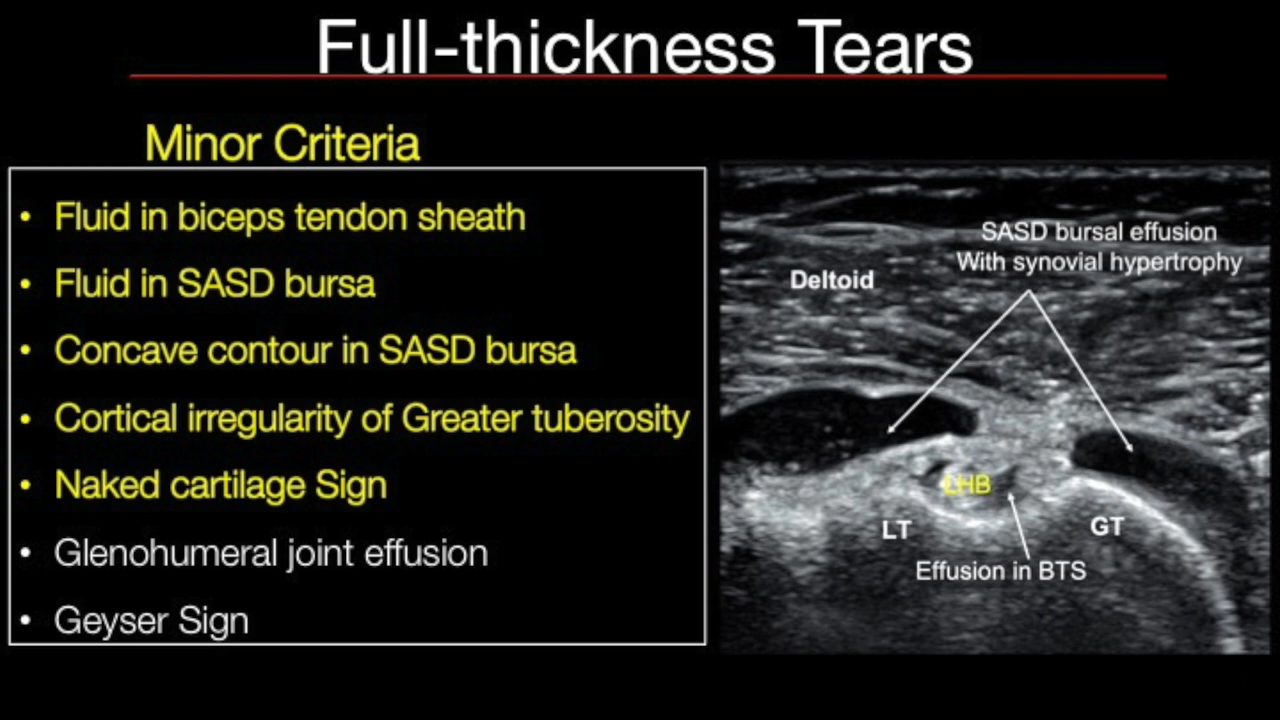 Full-thickness Tears
Minor Criteria
• Fluid in biceps tendon sheath
• Fluid in SASD bursa
• Concave contour in SASD bursa
• Cortical irregularity of Greater tuberosity
• Naked cartilage Sign
• Glenohumeral joint effusion
• Geyser Sign
SASD bursal effusion
With synovial hypertrophy
Deltoid
LHB
LT
GT
Effusion in BTS